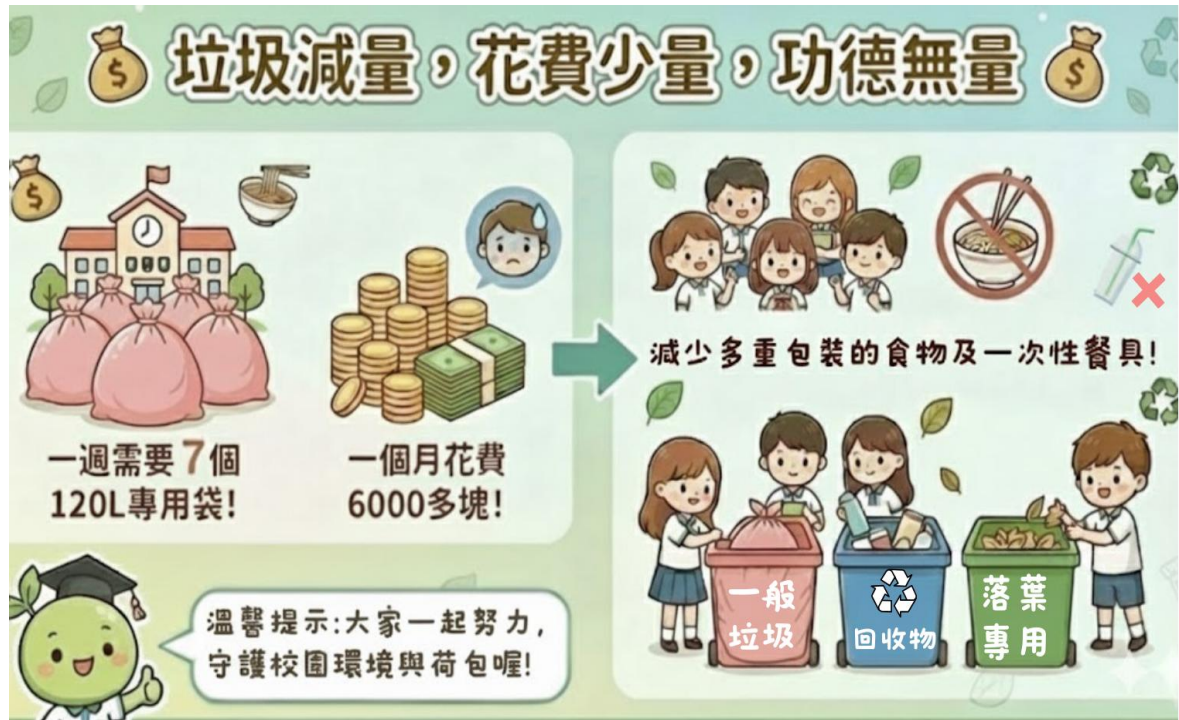 垃圾減量，花費少量，功德無量
一週需要7個
120L專用袋！
一個月花費
6000多塊！
減少多重包裝的食物及一次性餐具！
一般
垃圾
回收物
落葉
專用
溫馨提示:大家一起努力,
守護校園環境與荷包喔!